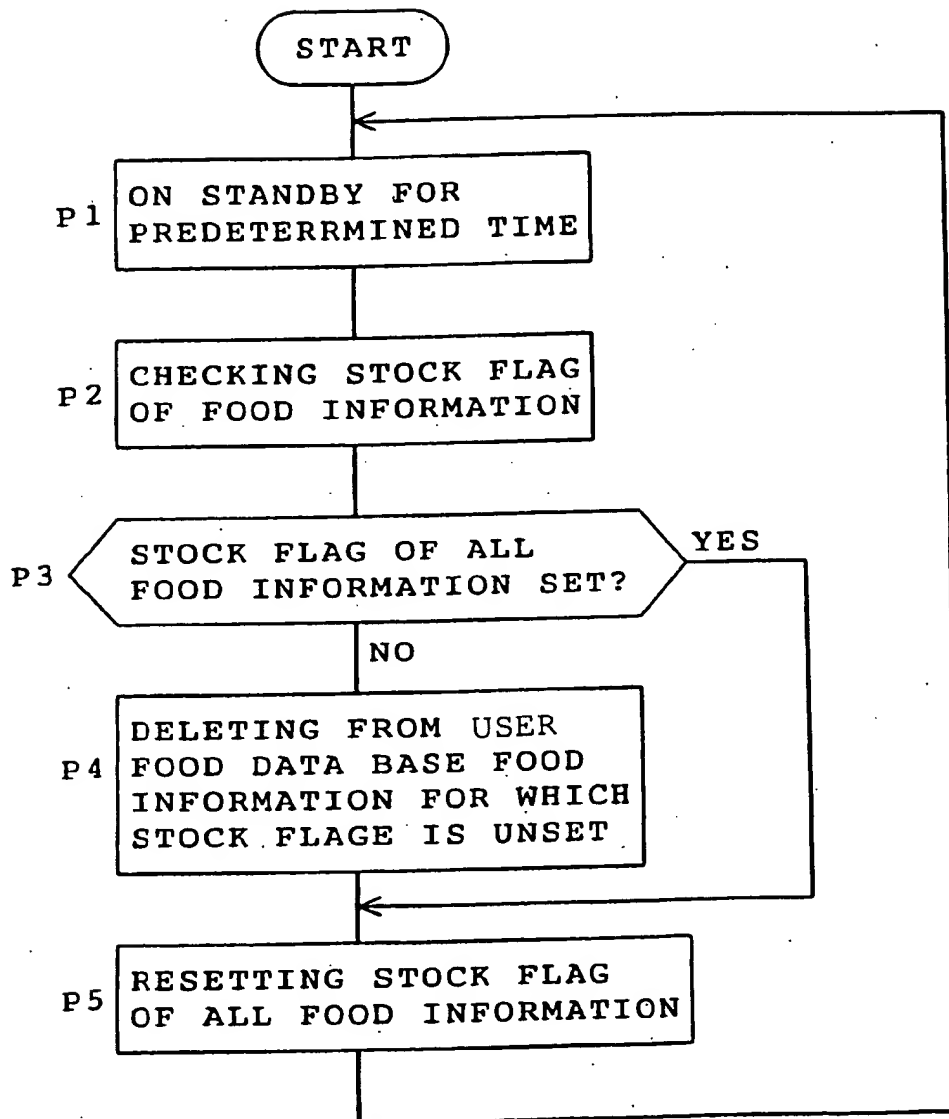 START
P1
ON STANDBY FOR
PREDETERRMINED TIME
P2
CHECKING STOCK FLAG
OF FOOD INFORMATION
P3
STOCK FLAG OF ALL
FOOD INFORMATION SET?
YES
NO
P4
DELETING FROM USER
FOOD DATA BASE FOOD
INFORMATION FOR WHICH
STOCK FLAGE IS UNSET
P5
RESETTING STOCK FLAG
OF ALL FOOD INFORMATION